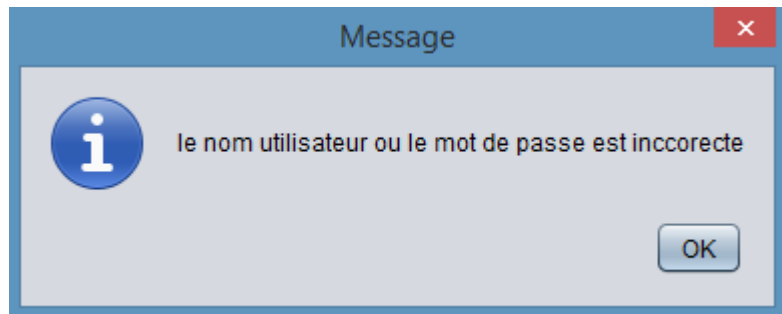 Message
le nom utilisateur ou le mot de passe est inccorecte
OK